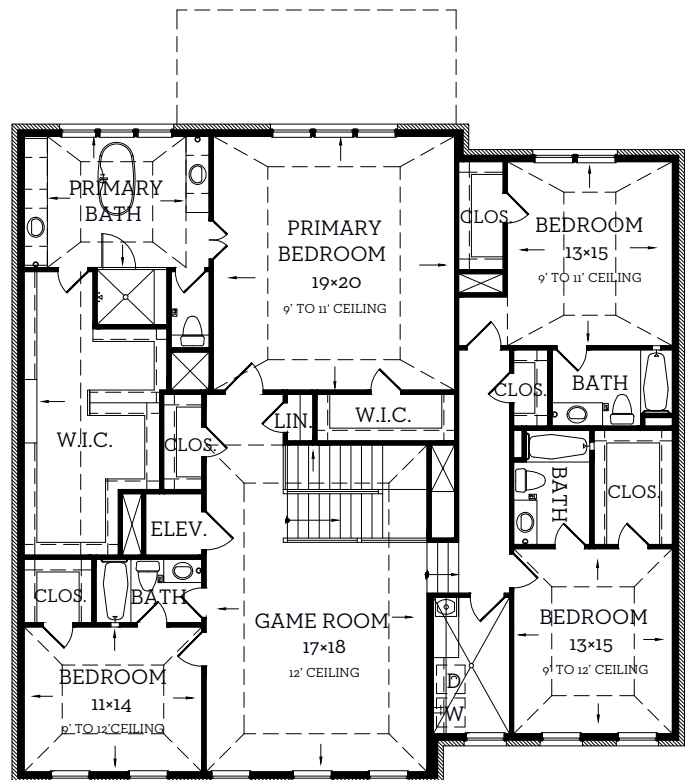 PRIMARY
BATH
PRIMARY
BEDROOM
19×20
9' TO 11' CEILING
CLOS.
BEDROOM
13×15
9' TO 11' CEILING
CLOS.
BATH
W.I.C.
CLOS.
LIN.
W.I.C.
BATH
CLOS.
ELEV.
CLOS.
BATH
GAME ROOM
17×18
12' CEILING
BEDROOM
13×15
9' TO 12' CEILING
BEDROOM
11×14
9' TO 12'CEILING
D
W